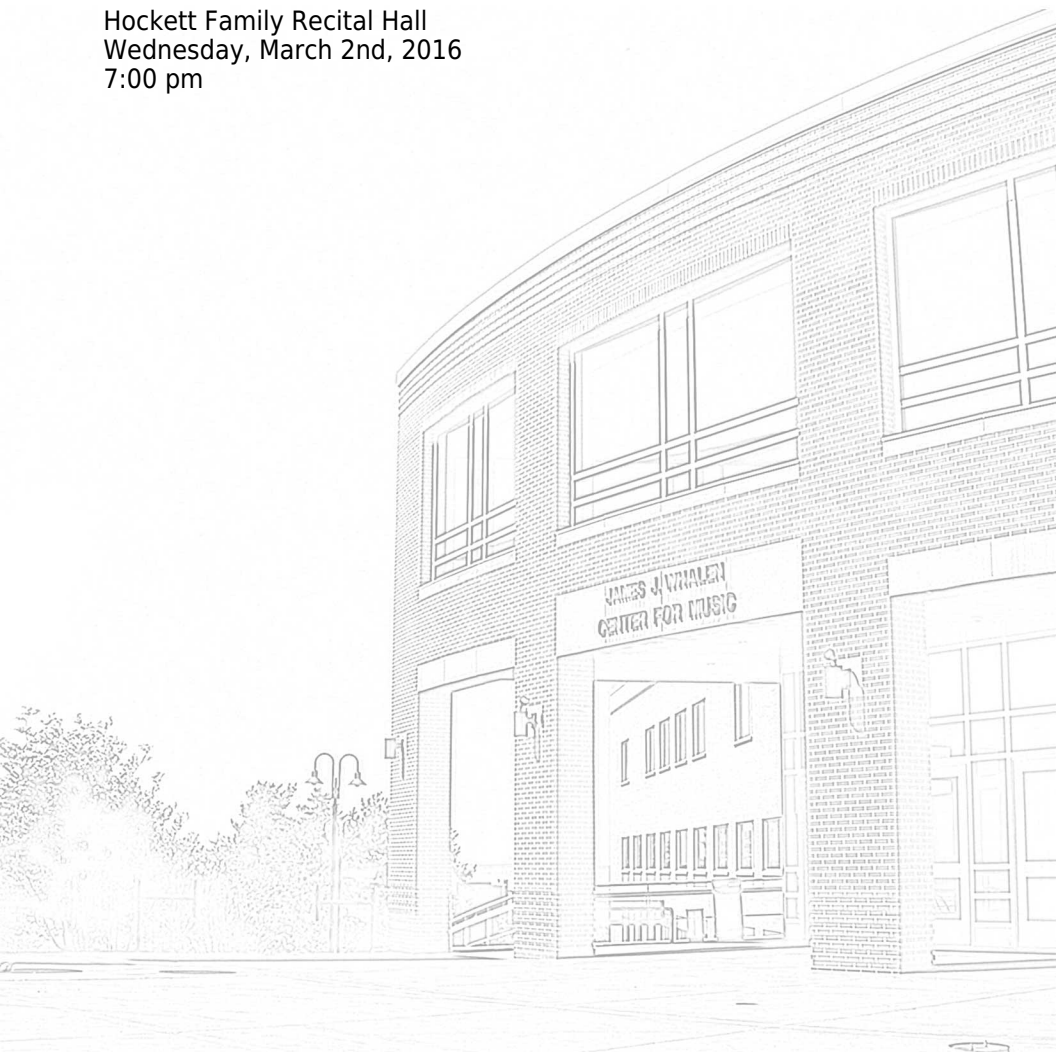 Hockett Family Recital Hall
Wednesday, March 2nd, 2016
7:00 pm
JAMES J. WHALEN
CENTER FOR MUSIC